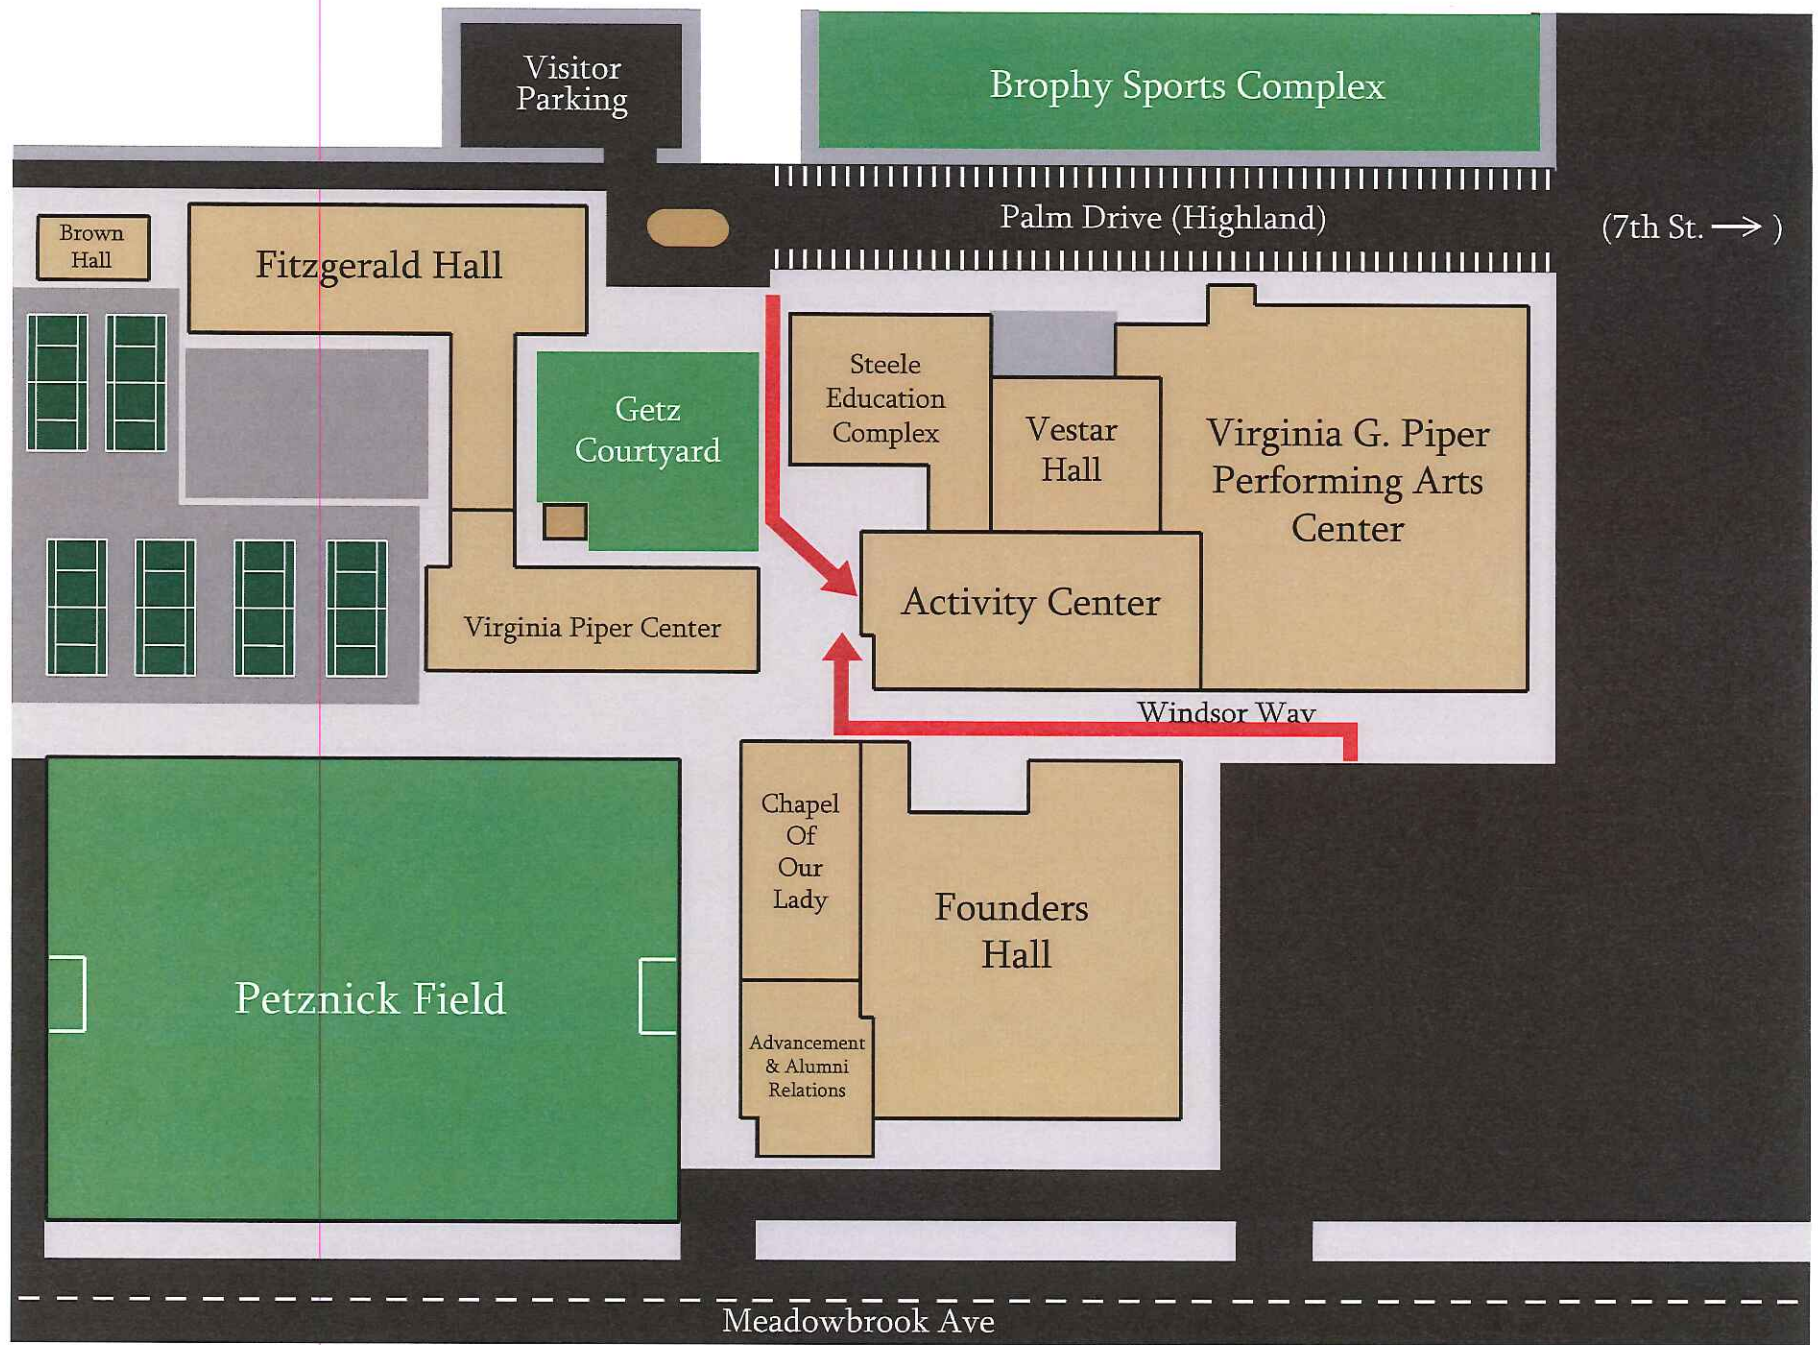 Visitor
Parking
Brophy Sports Complex
Palm Drive (Highland)
(7th St. → )
Brown
Hall
Fitzgerald Hall
Getz
Courtyard
Steele
Education
Complex
Vestar
Hall
Virginia G. Piper
Performing Arts
Center
Activity Center
Virginia Piper Center
Windsor Way
Chapel
Of
Our
Lady
Founders
Hall
Petznick Field
Advancement
& Alumni
Relations
Meadowbrook Ave